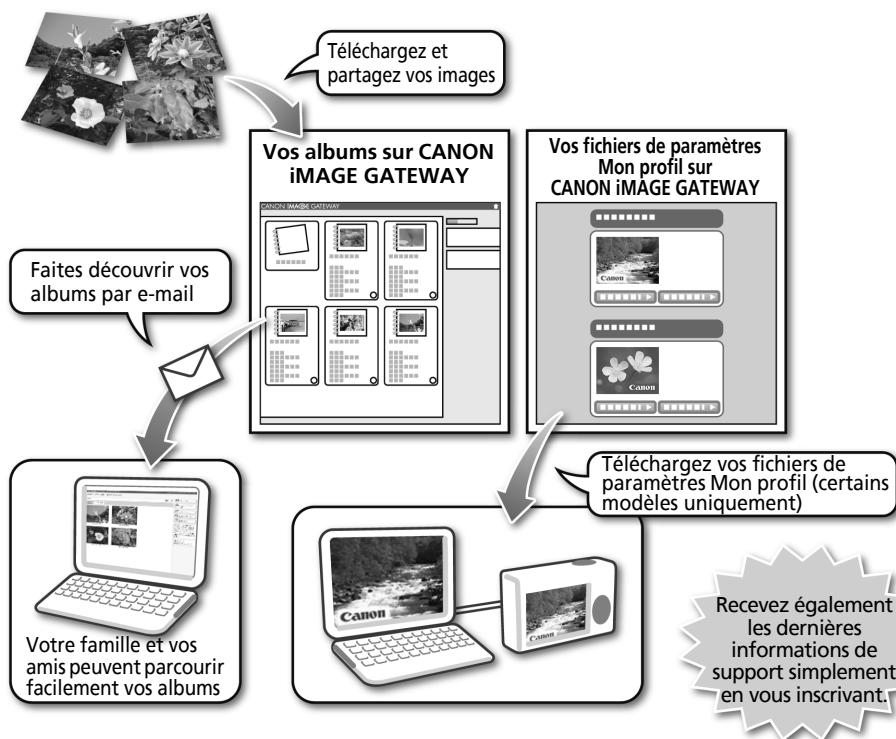 Téléchargez et
partagez vos images
Vos albums sur CANON
iMAGE GATEWAY
CANON iMAGE GATEWAY
Vos fichiers de paramètres
Mon profil sur
CANON iMAGE GATEWAY
Canon
Canon
Faites découvrir vos
albums par e-mail
Téléchargez vos fichiers de
paramètres Mon profil (certains
modèles uniquement)
Votre famille et vos
amis peuvent parcourir
facilement vos albums
Canon
Canon
Recevez également
les dernières
informations de
support simplement
en vous inscrivant.